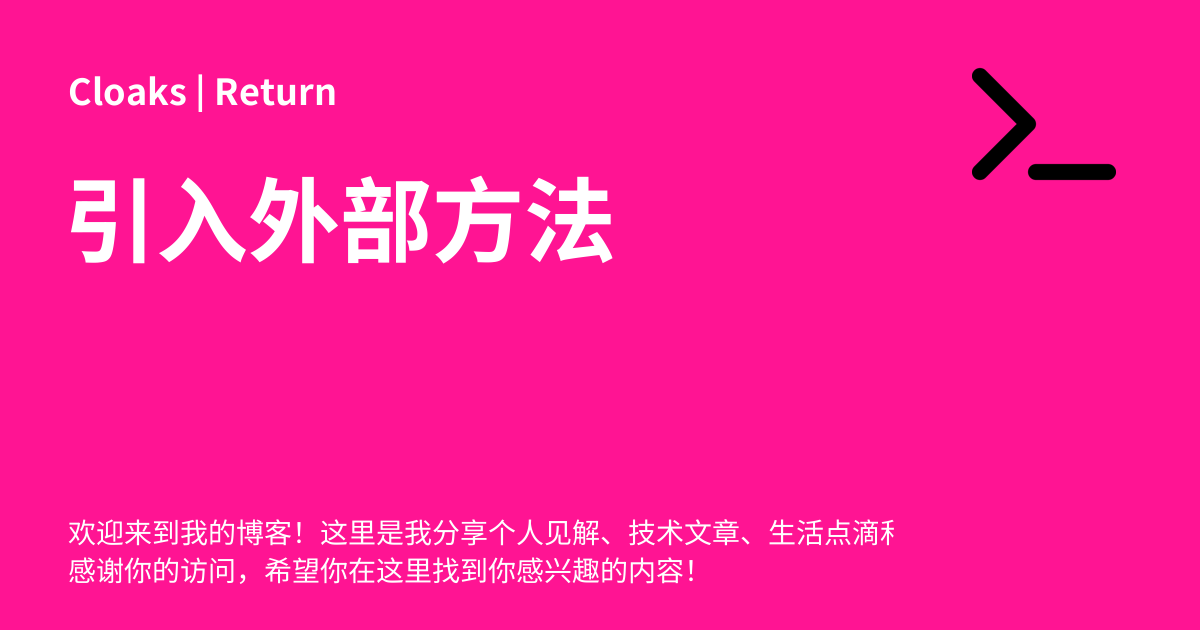 Cloaks | Return
引入外部方法
欢迎来到我的博客！这里是我分享个人见解、技术文章、生活点滴
感谢你的访问，希望你在这里找到你感兴趣的内容！